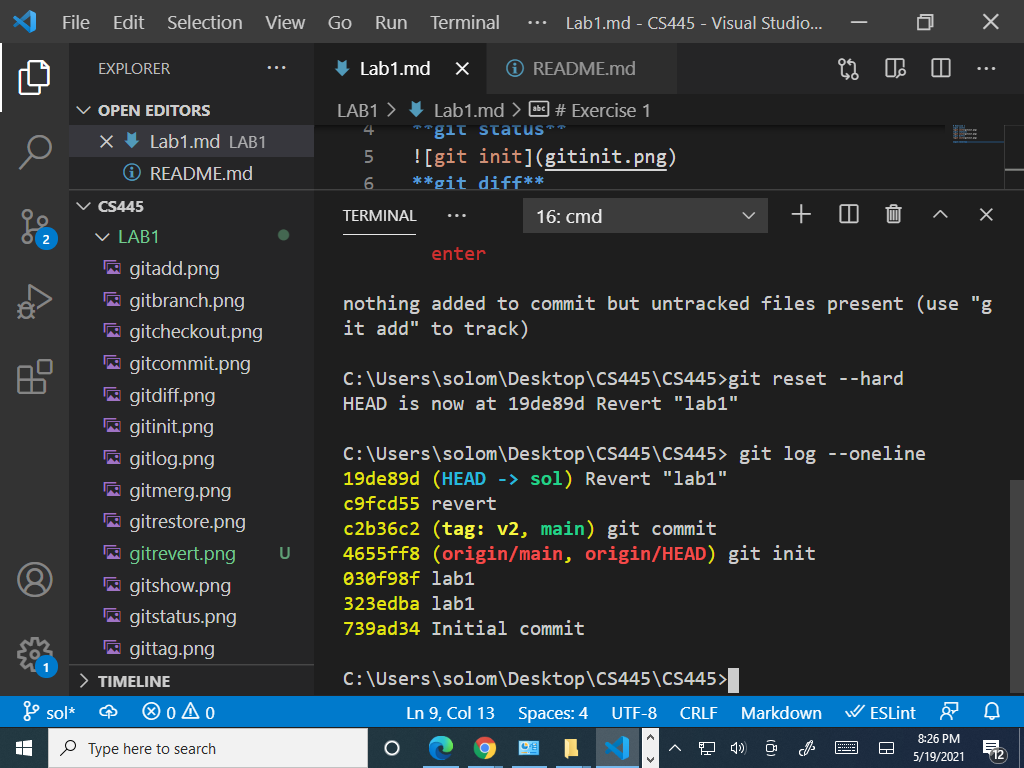 File Edit Selection View Go Run Terminal ··· Lab1.md - CS445 - Visual Studio...
EXPLORER ···
Lab1.md
README.md
OPEN EDITORS
LAB1 > Lab1.md > abc # Exercise 1
Lab1.md LAB1
README.md
4 **git status**
5 ![git init](gitinit.png)
6 **git diff**
CS445
LAB1
gitadd.png
gitbranch.png
gitcheckout.png
gitcommit.png
gitdiff.png
gitinit.png
gitlog.png
gitmerg.png
gitrestore.png
gitrevert.png U
gitshow.png
gitstatus.png
gittag.png
TIMELINE
2
1
TERMINAL ··· 16: cmd
enter
nothing added to commit but untracked files present (use "g
it add" to track)
C:\Users\solom\Desktop\CS445\CS445>git reset --hard
HEAD is now at 19de89d Revert "lab1"
C:\Users\solom\Desktop\CS445\CS445> git log --oneline
19de89d (HEAD -> sol) Revert "lab1"
c9fcd55 revert
c2b36c2 (tag: v2, main) git commit
4655ff8 (origin/main, origin/HEAD) git init
030f98f lab1
323edba lab1
739ad34 Initial commit
C:\Users\solom\Desktop\CS445\CS445>
sol* 0 0 Ln 9, Col 13 Spaces: 4 UTF-8 CRLF Markdown ESLint
Type here to search
8:26 PM
5/19/2021
12